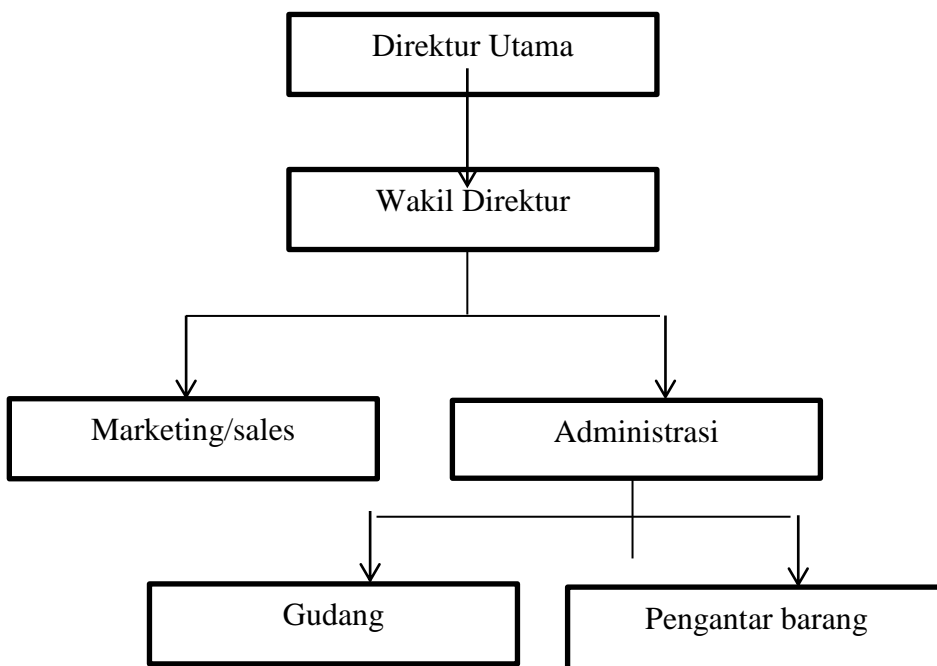 Direktur Utama
Wakil Direktur
Marketing/sales
Administrasi
Gudang
Pengantar barang